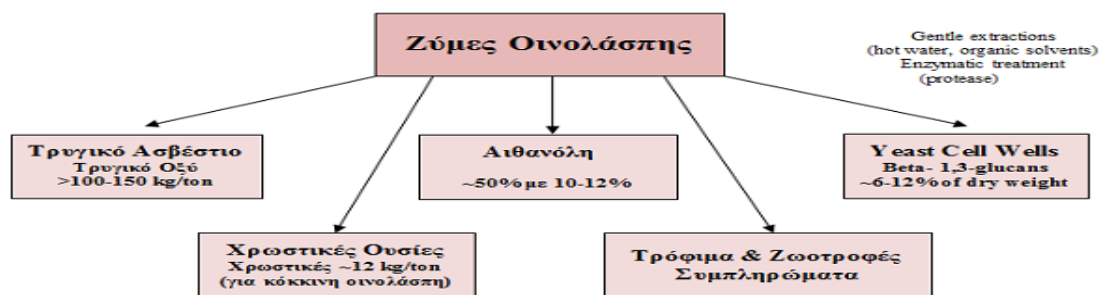 Ζύμες Οινολάσπης
Gentle extractions
(hot water, organic solvents)
Enzymatic treatment
(protease)
Τρυγικό Ασβέστιο
Τρυγικό Οξύ
>100-150 kg/ton
Αιθανόλη
~50% με 10-12%
Yeast Cell Wells
Beta- 1,3-glucans
~6-12% of dry weight
Χρωστικές Ουσίες
Χρωστικές ~12 kg/ton
(για κόκκινη οινολάσπη)
Τρόφιμα & Ζωοτροφές
Συμπληρώματα